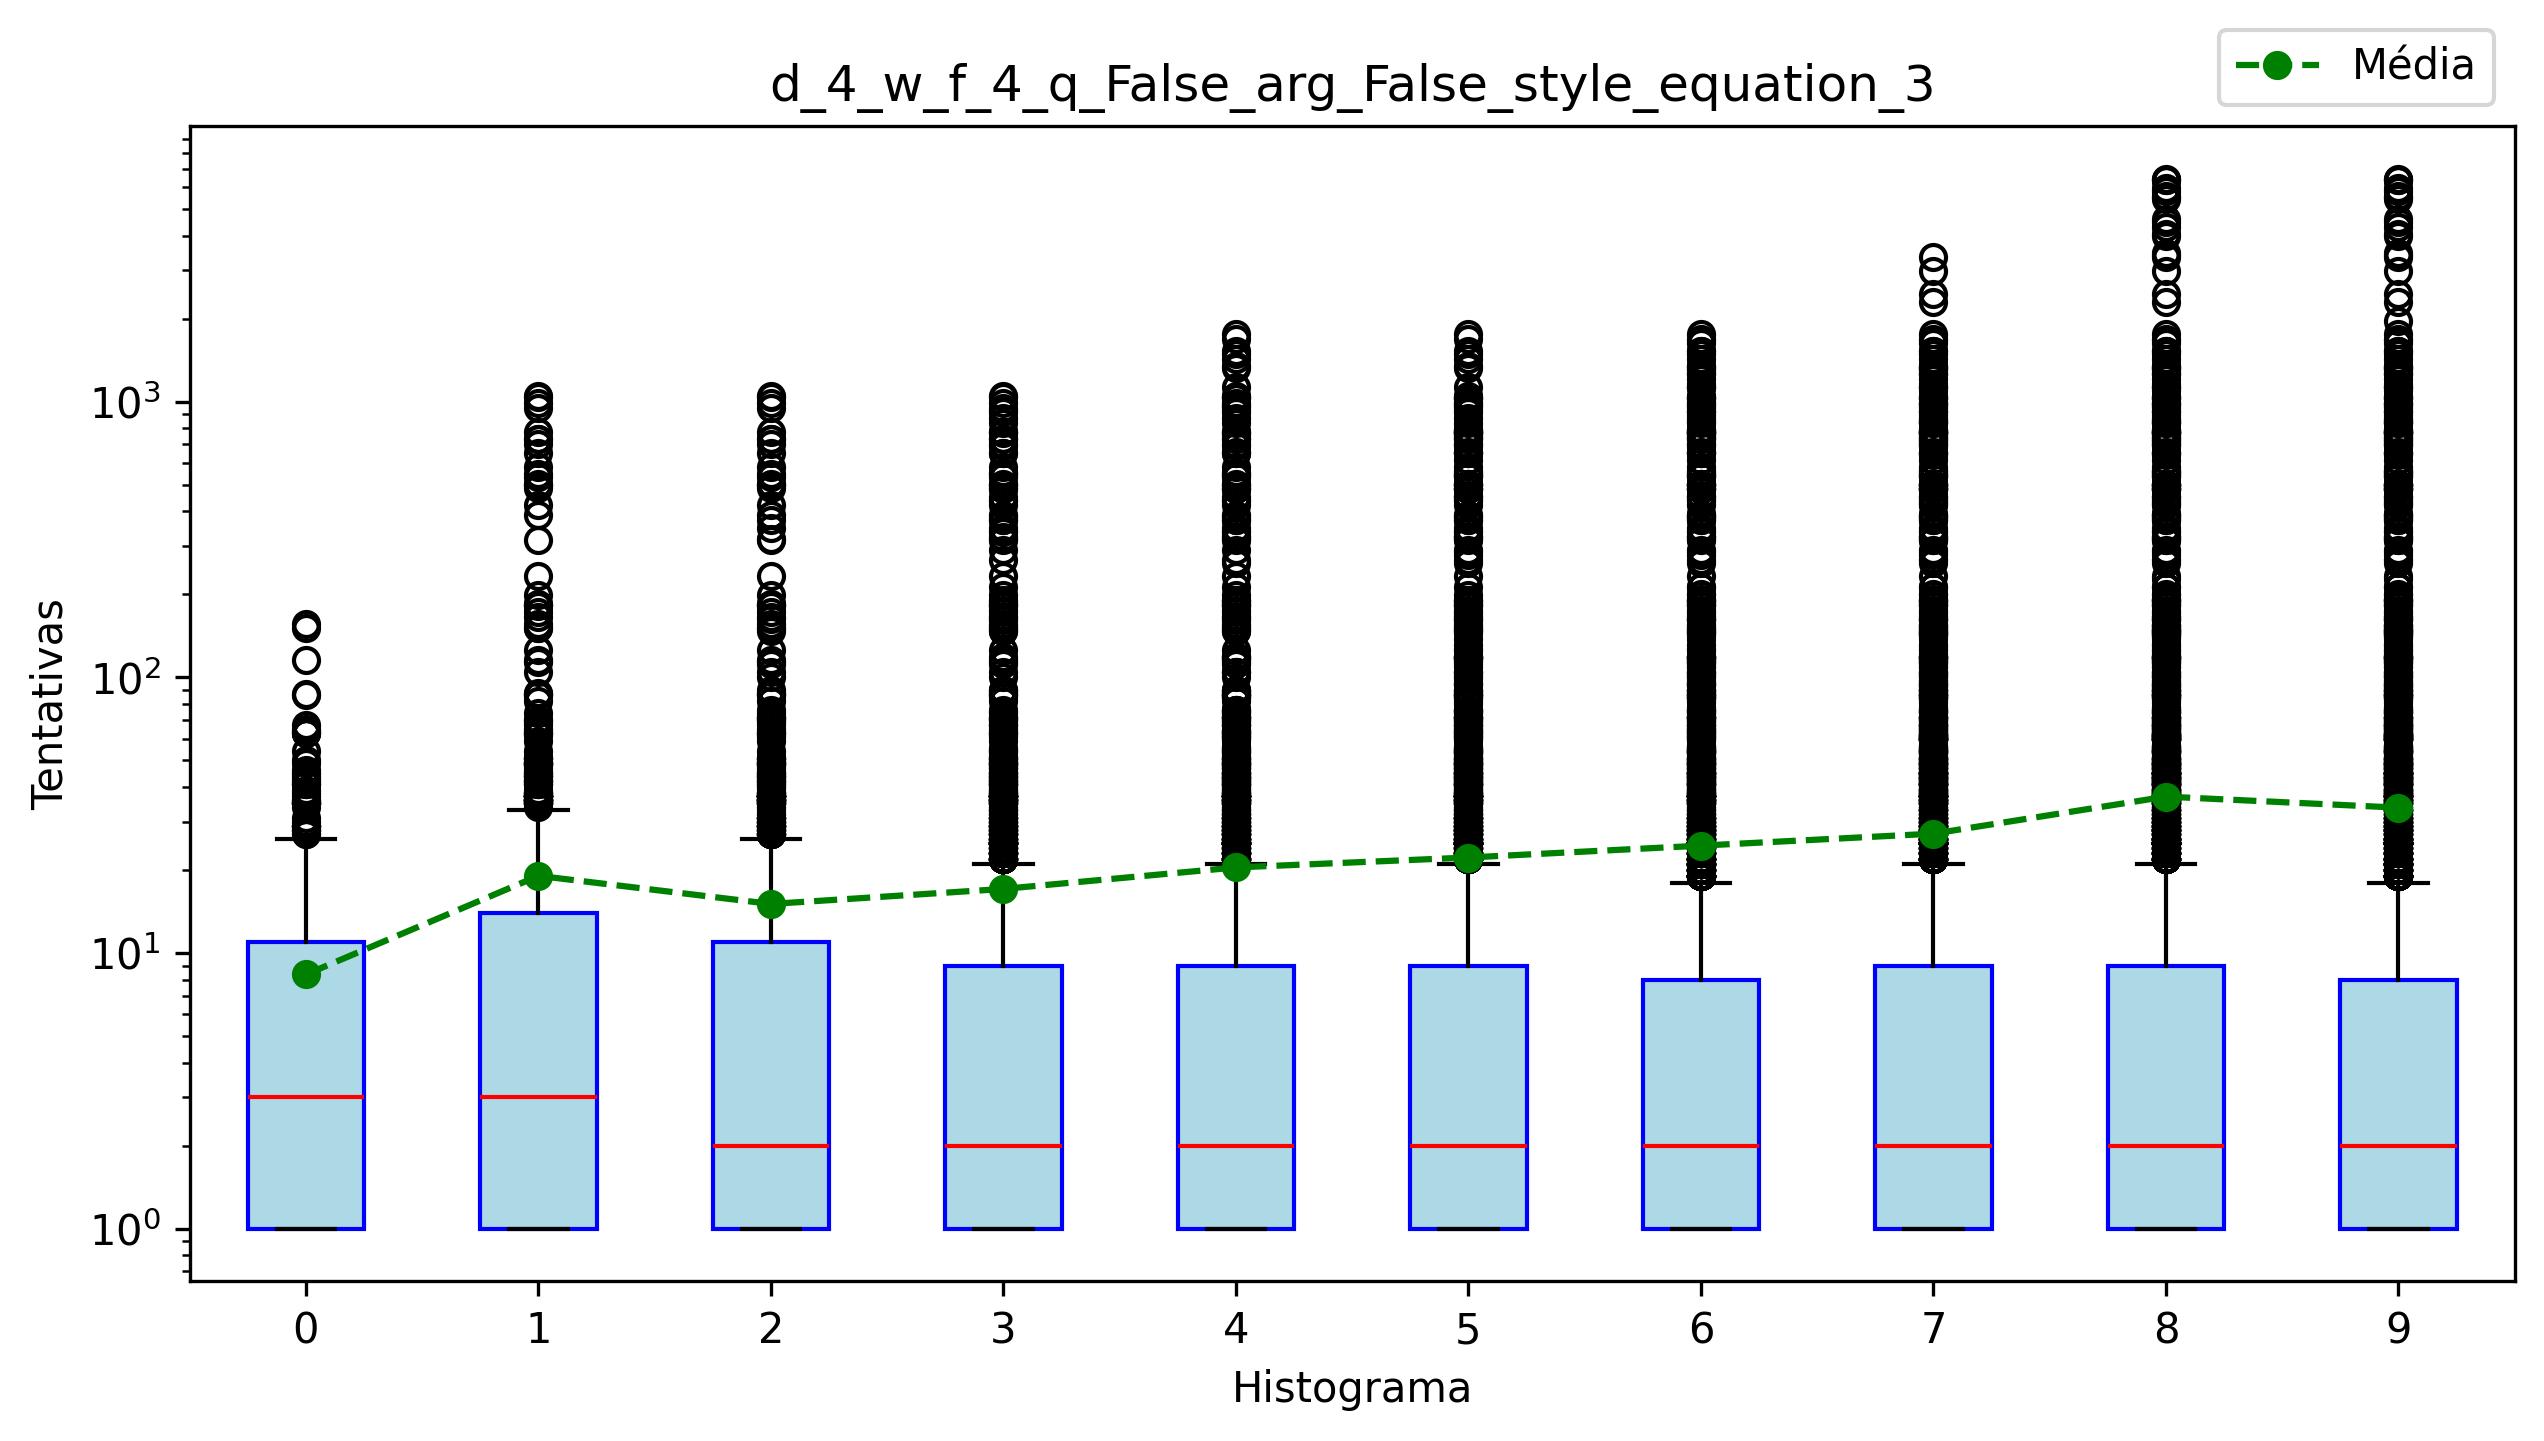 d_4_w_f_4_q_False_arg_False_style_equation_3
Média
Tentativas
10³
10²
10¹
10⁰
0 1 2 3 4 5 6 7 8 9
Histograma